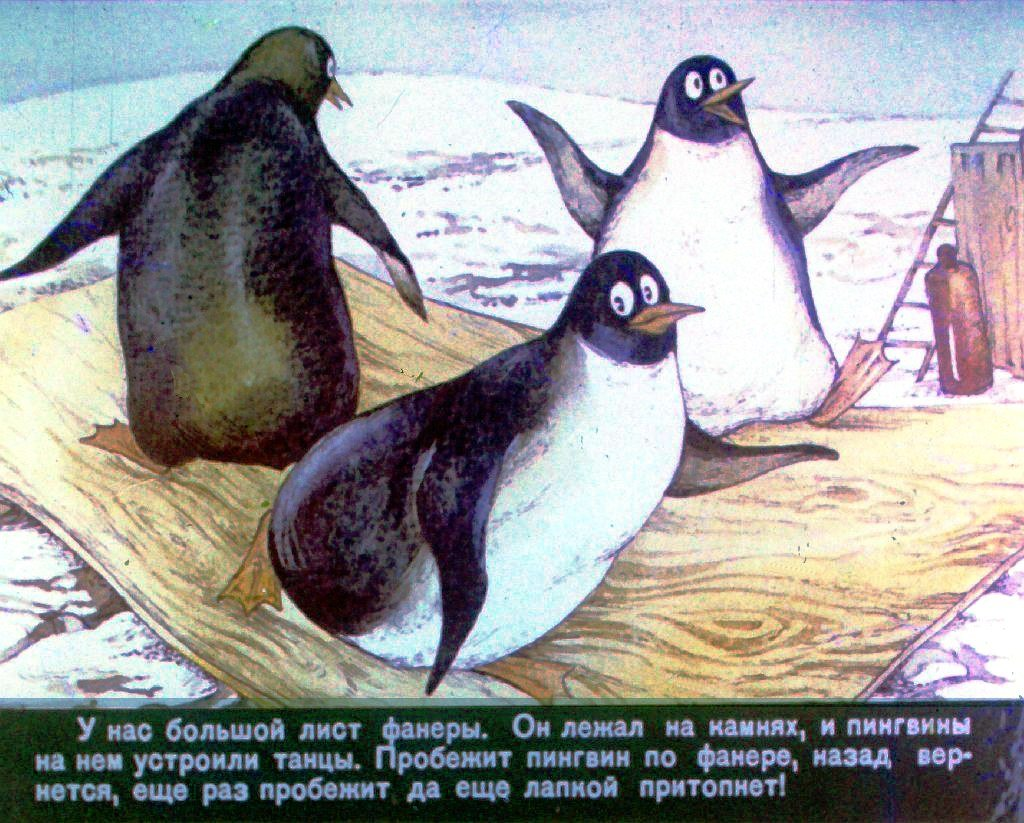 У нас большой лист фанеры. Он лежал на камнях, и пингвины
на нем устроили танцы. Пробежит пингвин по фанере, назад вер-
нется, еще раз пробежит да еще лапкой притопнет!